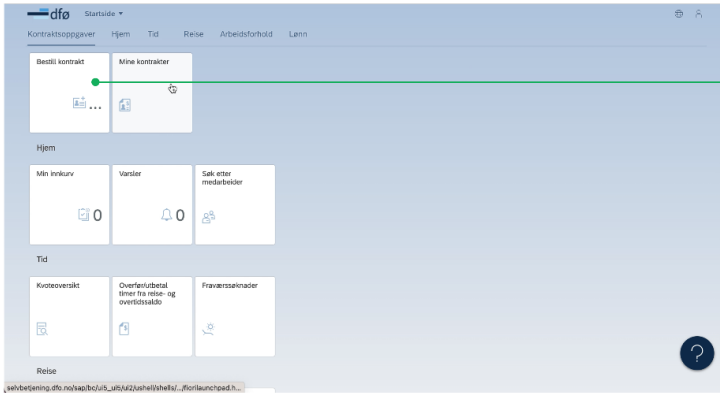 dfø Startside
Kontraktsoppgaver Hjem Tid Reise Arbeidsforhold Lønn
Bestill kontrakt Mine kontrakter
...
Hjem
Min innkurv Varsler Søk etter
medarbeider
0 0
Tid
Kvoteoversikt Overfør/utbetal Fraværssøknader
timer fra reise- og
overtidssaldo
?
Reise
selvbetjening.dfo.no/sap/bc/ui5_ui5/ui2/ushell/shells/.../fiorilaunchpad.h...